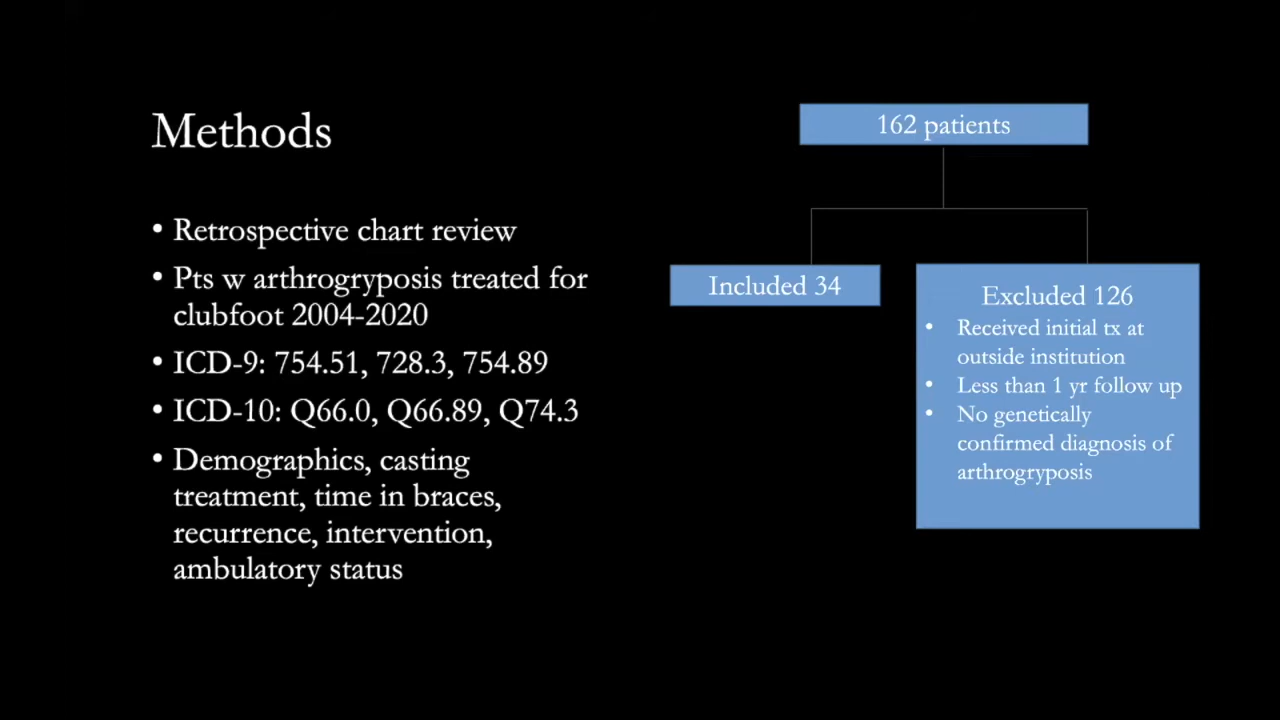 Methods
• Retrospective chart review
• Pts w arthrogryposis treated for
clubfoot 2004-2020
• ICD-9: 754.51, 728.3, 754.89
• ICD-10: Q66.0, Q66.89, Q74.3
• Demographics, casting
treatment, time in braces,
recurrence, intervention,
ambulatory status
162 patients
Included 34
Excluded 126
• Received initial tx at
outside institution
• Less than 1 yr follow up
• No genetically
confirmed diagnosis of
arthrogryposis